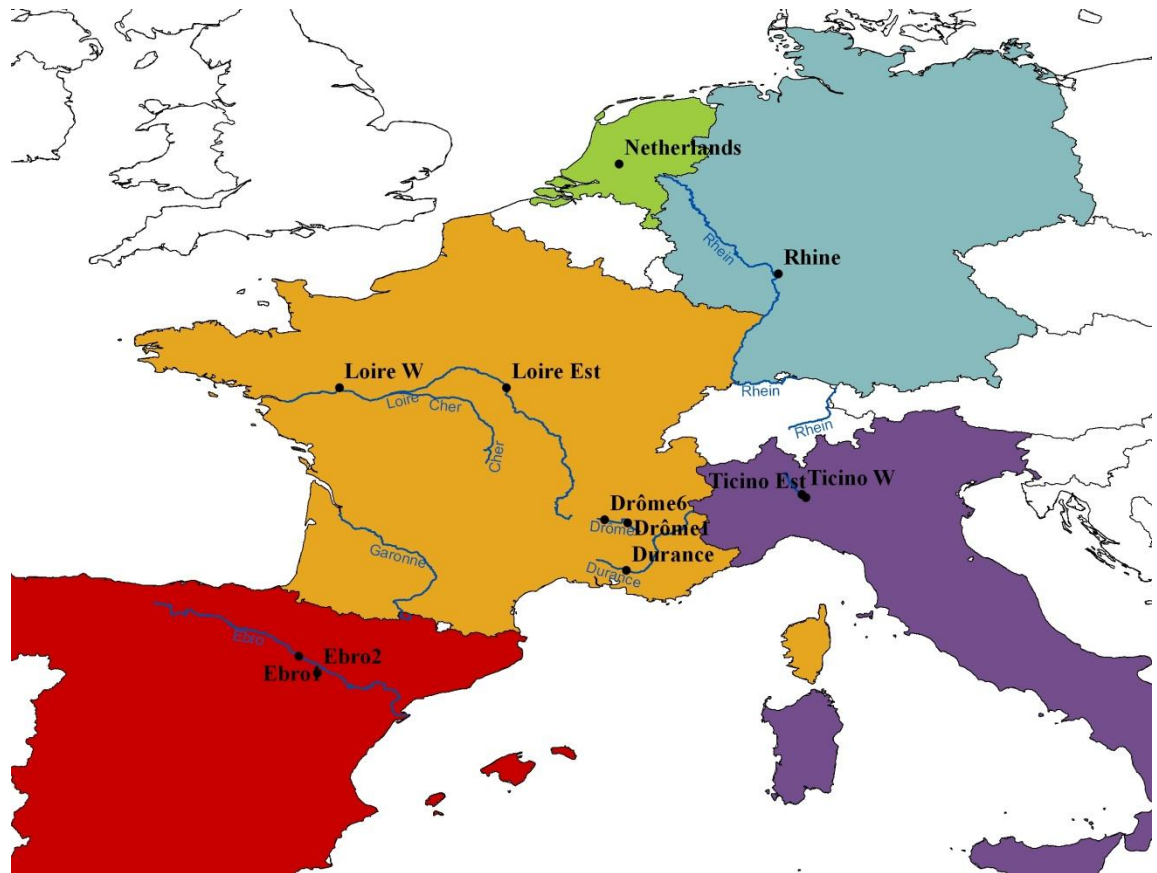 Netherlands
Rhein
Rhine
Loire W
Loire Est
Loire
Cher
Rhein
Cher
Rhein
Ticino Est
Ticino W
Drôme6
Drôme
Drôme1
Garonne
Durance
Durance
Ebro
Ebro2
Ebro1